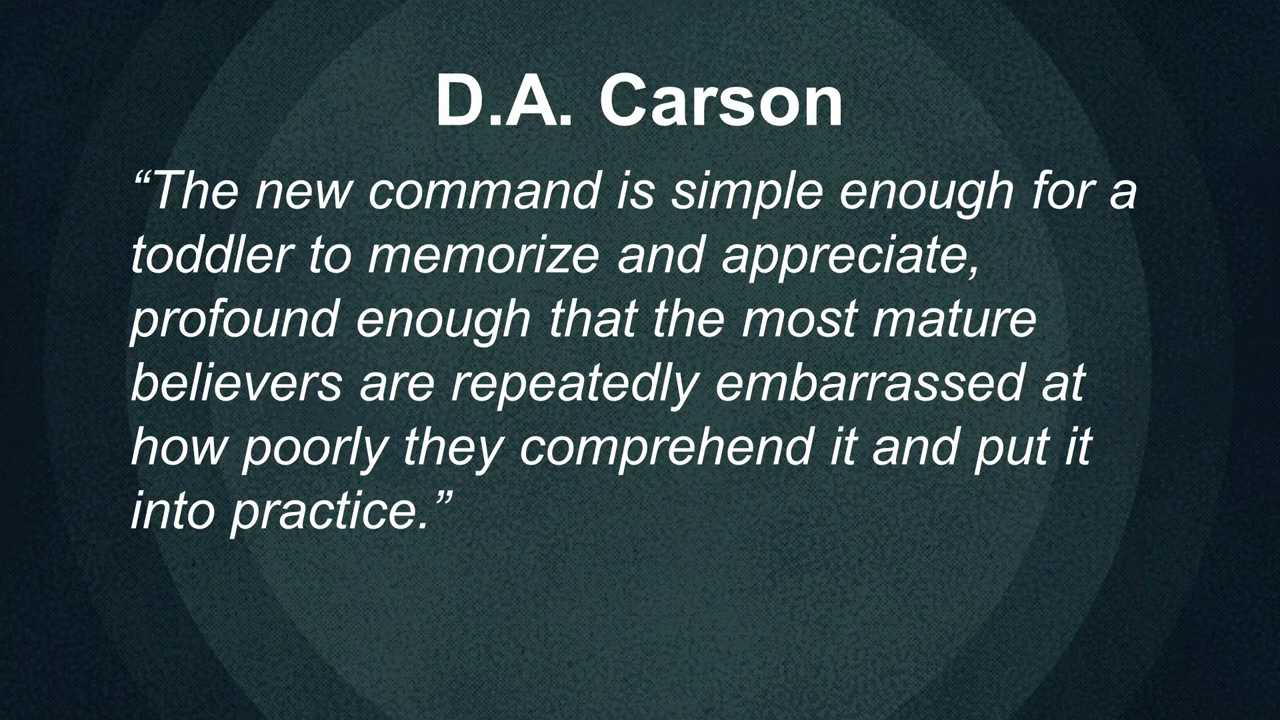 D.A. Carson
“The new command is simple enough for a
toddler to memorize and appreciate,
profound enough that the most mature
believers are repeatedly embarrassed at
how poorly they comprehend it and put it
into practice.”